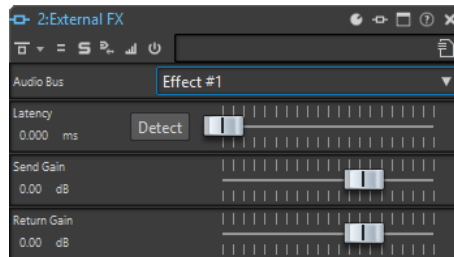 2:External FX
S
Audio Bus
Effect #1
Latency
0.000 ms
Detect
Send Gain
0.00 dB
Return Gain
0.00 dB